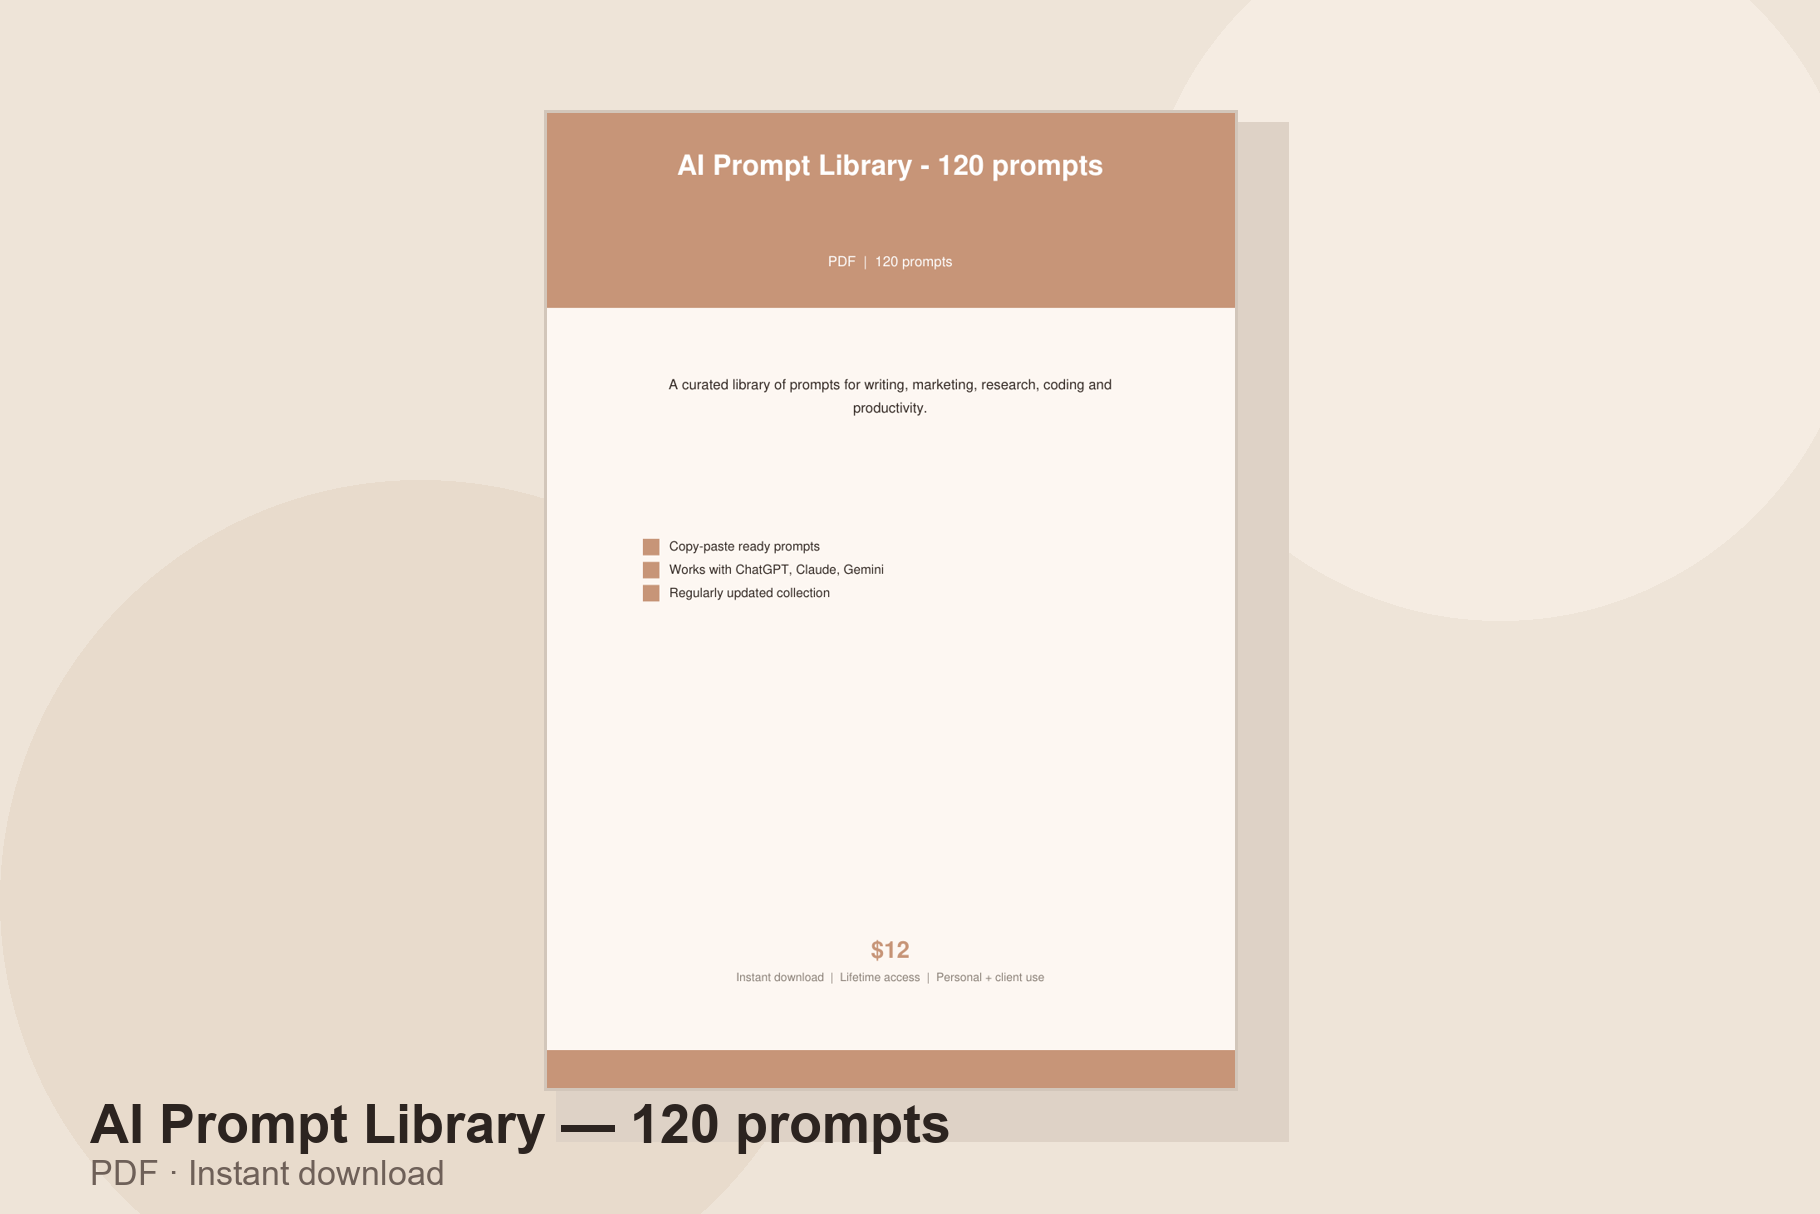 AI Prompt Library - 120 prompts
PDF | 120 prompts
A curated library of prompts for writing, marketing, research, coding and
productivity.
Copy-paste ready prompts
Works with ChatGPT, Claude, Gemini
Regularly updated collection
$12
Instant download | Lifetime access | Personal + client use
AI Prompt Library — 120 prompts
PDF · Instant download